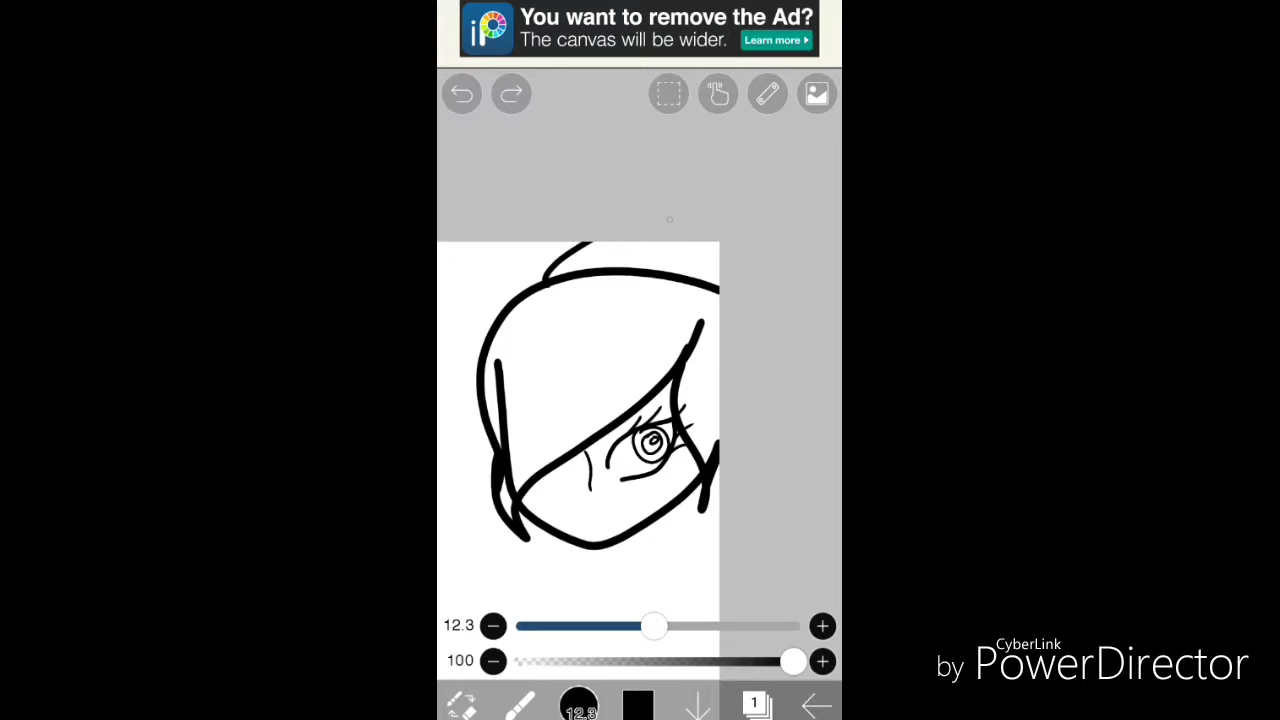 iP
You want to remove the Ad?
The canvas will be wider.
Learn more
12.3
100
12.3
1
CyberLink
by PowerDirector